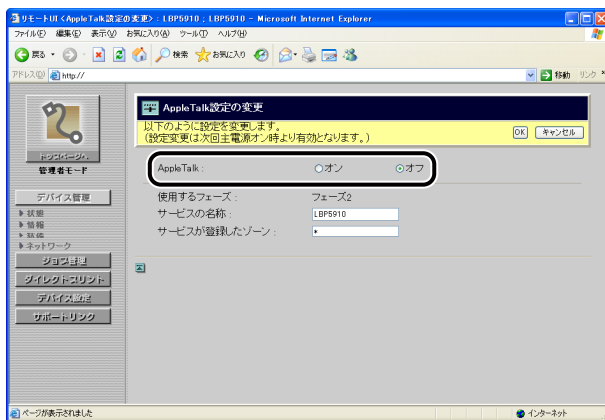 リモートUI <AppleTalk設定の変更> : LBP5910 ; LBP5910 - Microsoft Internet Explorer
ファイル(F) 編集(E) 表示(V) お気に入り(A) ツール(T) ヘルプ(H)
戻る 検索 お気に入り
アドレス(D) http:// 移動 リンク »
AppleTalk設定の変更
以下のように設定を変更します。
(設定変更は次回主電源オン時より有効となります。)
OK キャンセル
トップページへ
管理者モード
AppleTalk : オン オフ
デバイス管理
状態
情報
ネットワーク
使用するフェーズ : フェーズ2
サービスの名称 : LBP5910
サービスが登録したゾーン : *
ジョブ管理
ダイレクトプリント
デバイス設定
サポートリンク
ページが表示されました
インターネット